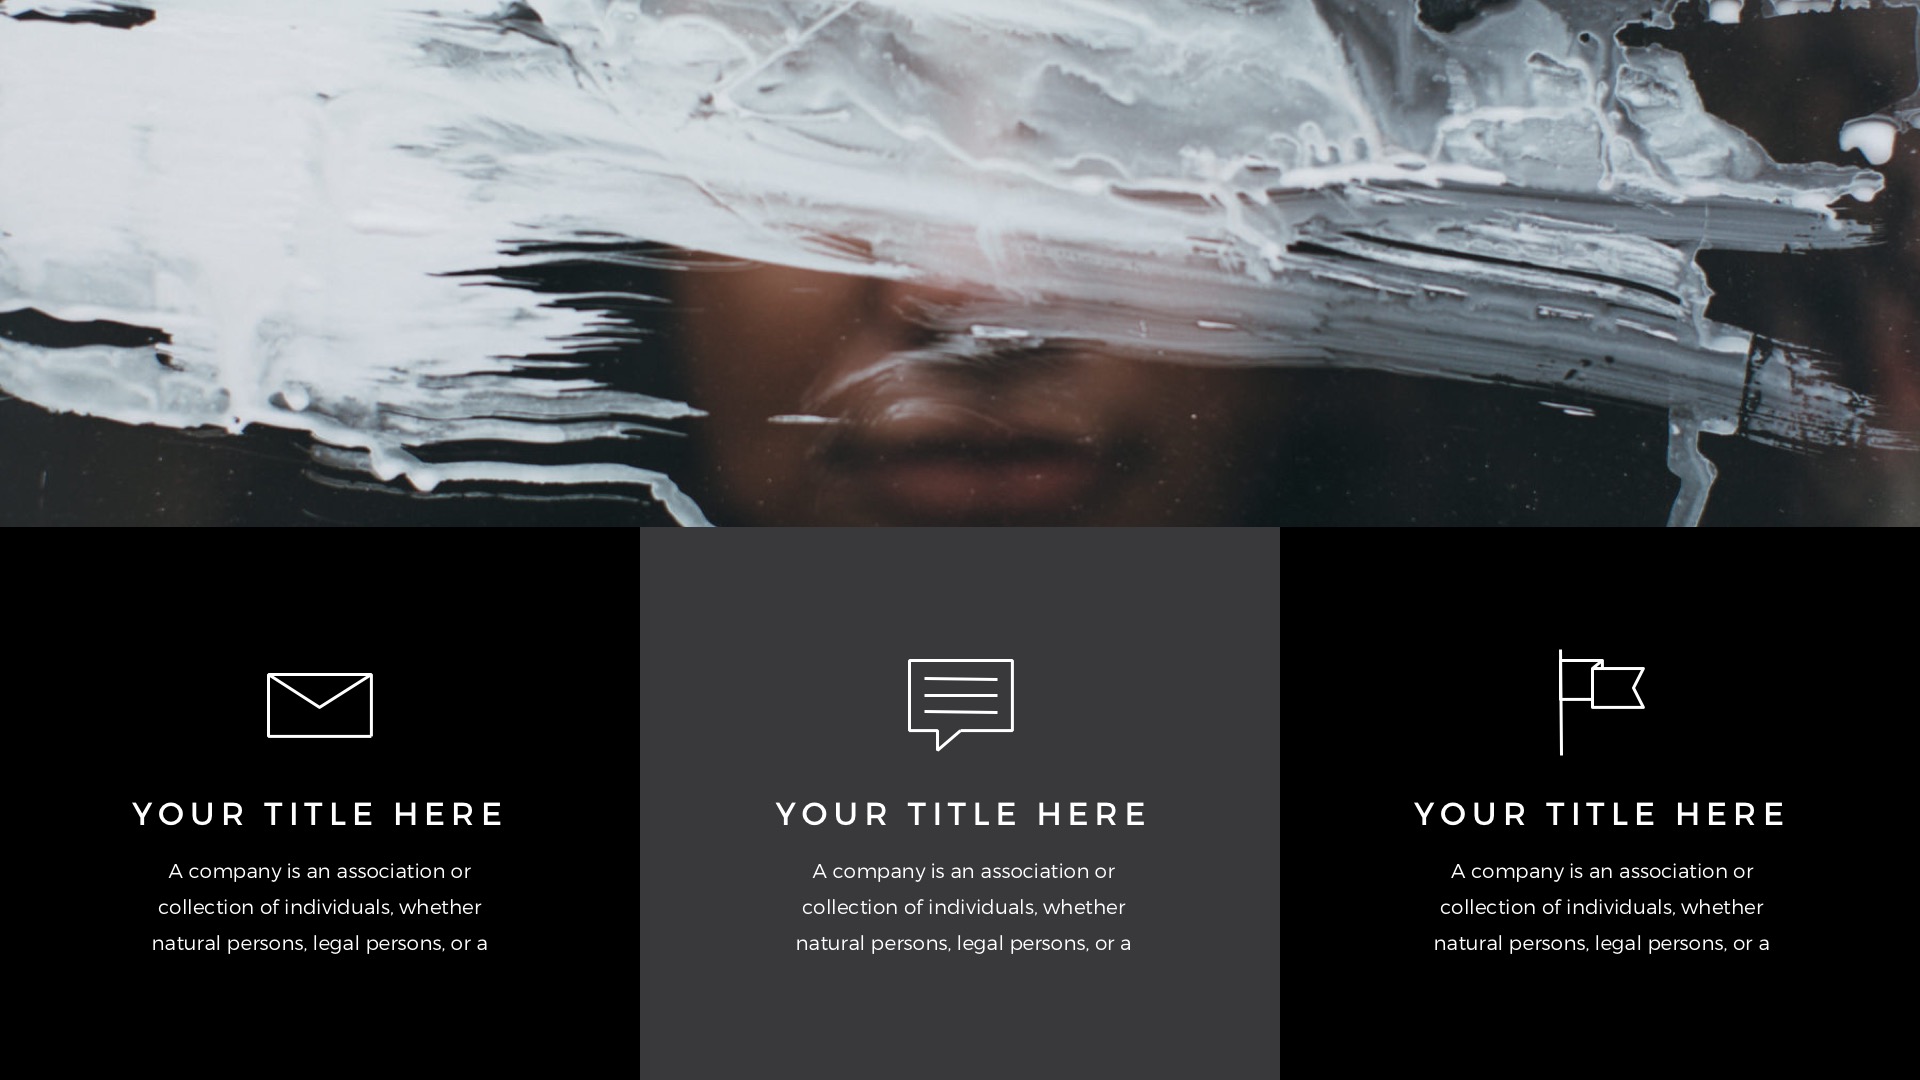 YOUR TITLE HERE
A company is an association or
collection of individuals, whether
natural persons, legal persons, or a
YOUR TITLE HERE
A company is an association or
collection of individuals, whether
natural persons, legal persons, or a
YOUR TITLE HERE
A company is an association or
collection of individuals, whether
natural persons, legal persons, or a